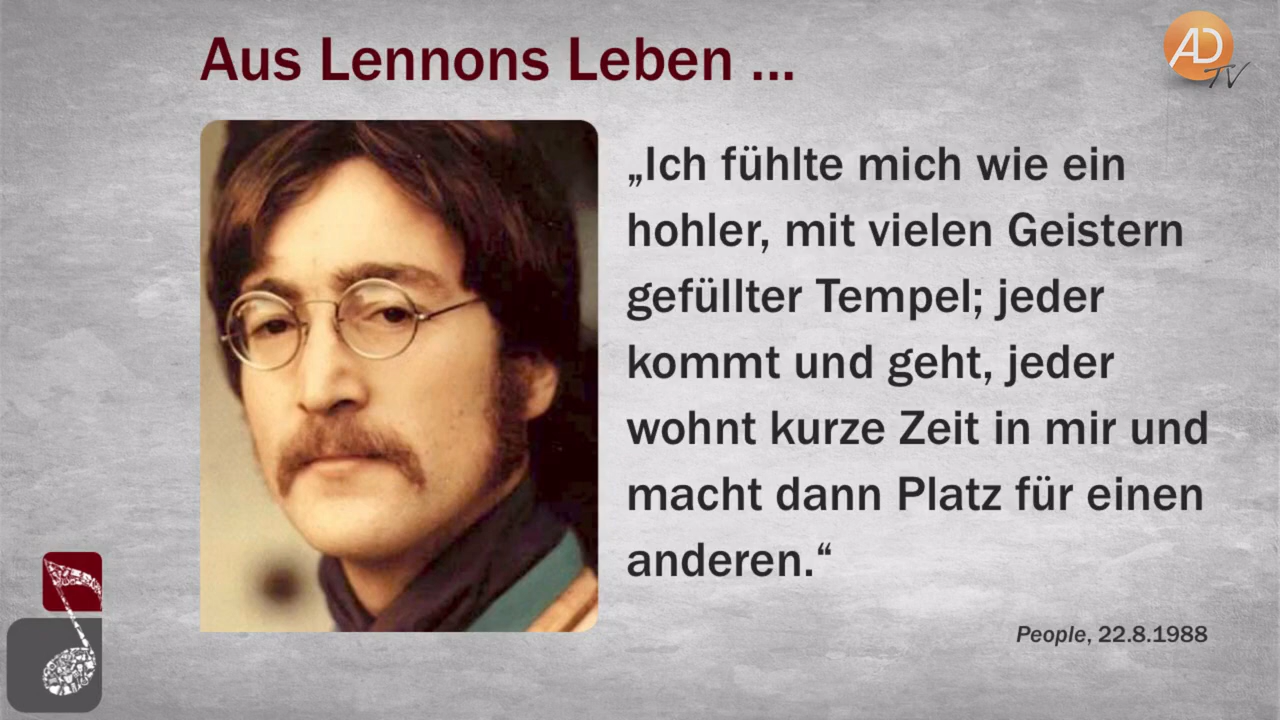 Aus Lennons Leben ...
AD
TV
„Ich fühlte mich wie ein
hohler, mit vielen Geistern
gefüllter Tempel; jeder
kommt und geht, jeder
wohnt kurze Zeit in mir und
macht dann Platz für einen
anderen.“
People, 22.8.1988